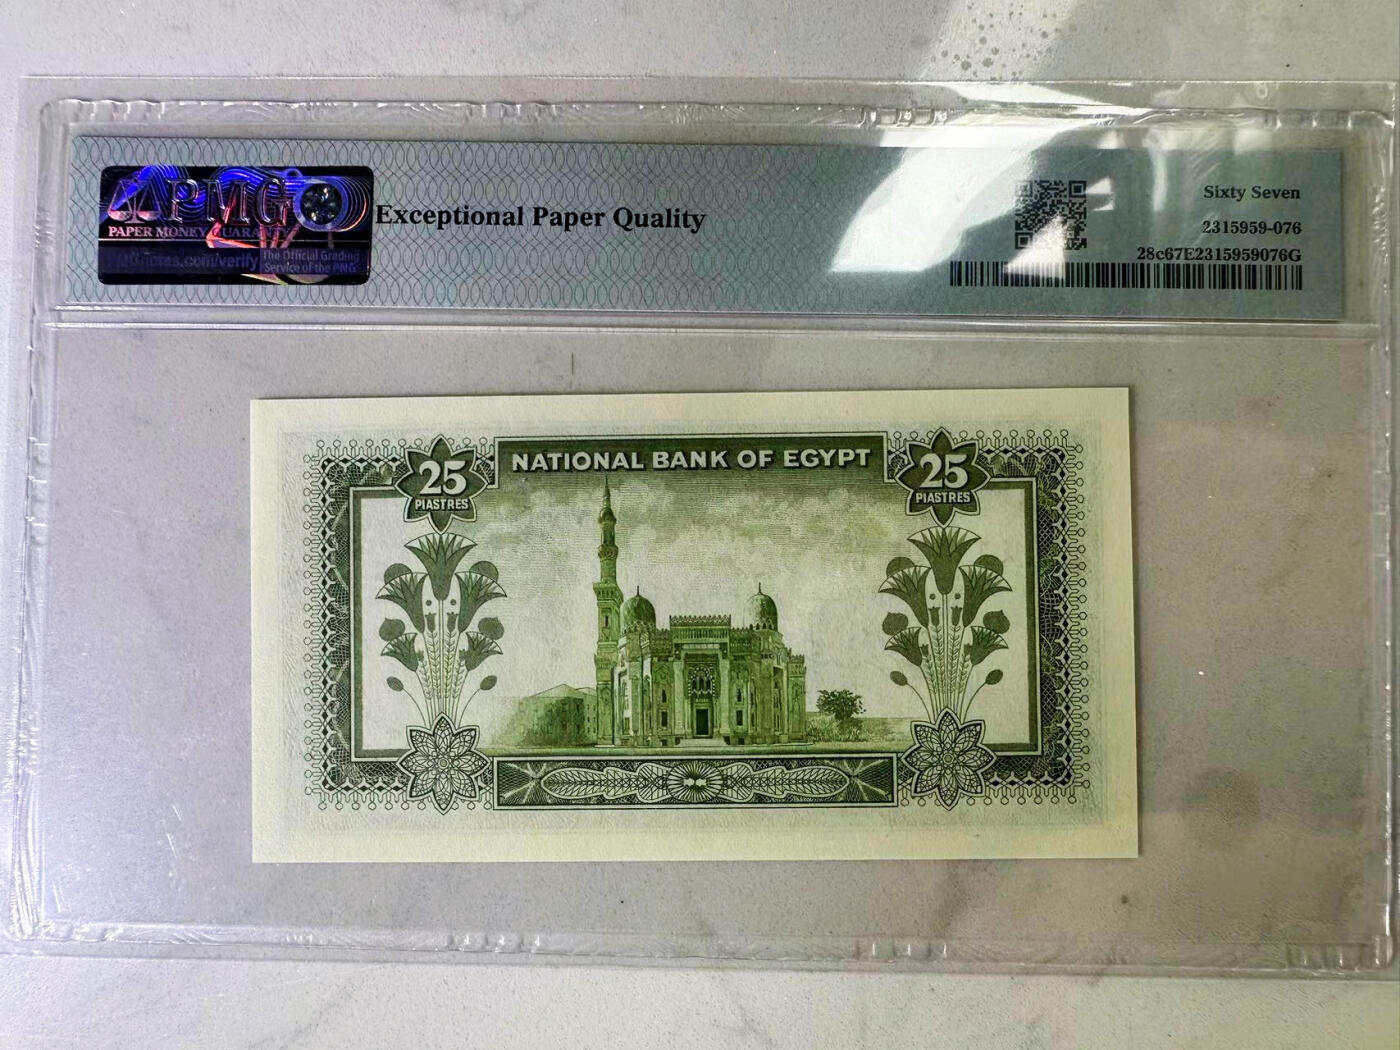 PMG
PAPER MONEY GUARANTY
The Official Grading
Service of the PMG
Exceptional Paper Quality
Sixty Seven
2315959-076
28c67E2315959076G
NATIONAL BANK OF EGYPT
25
PIASTRES
25
PIASTRES